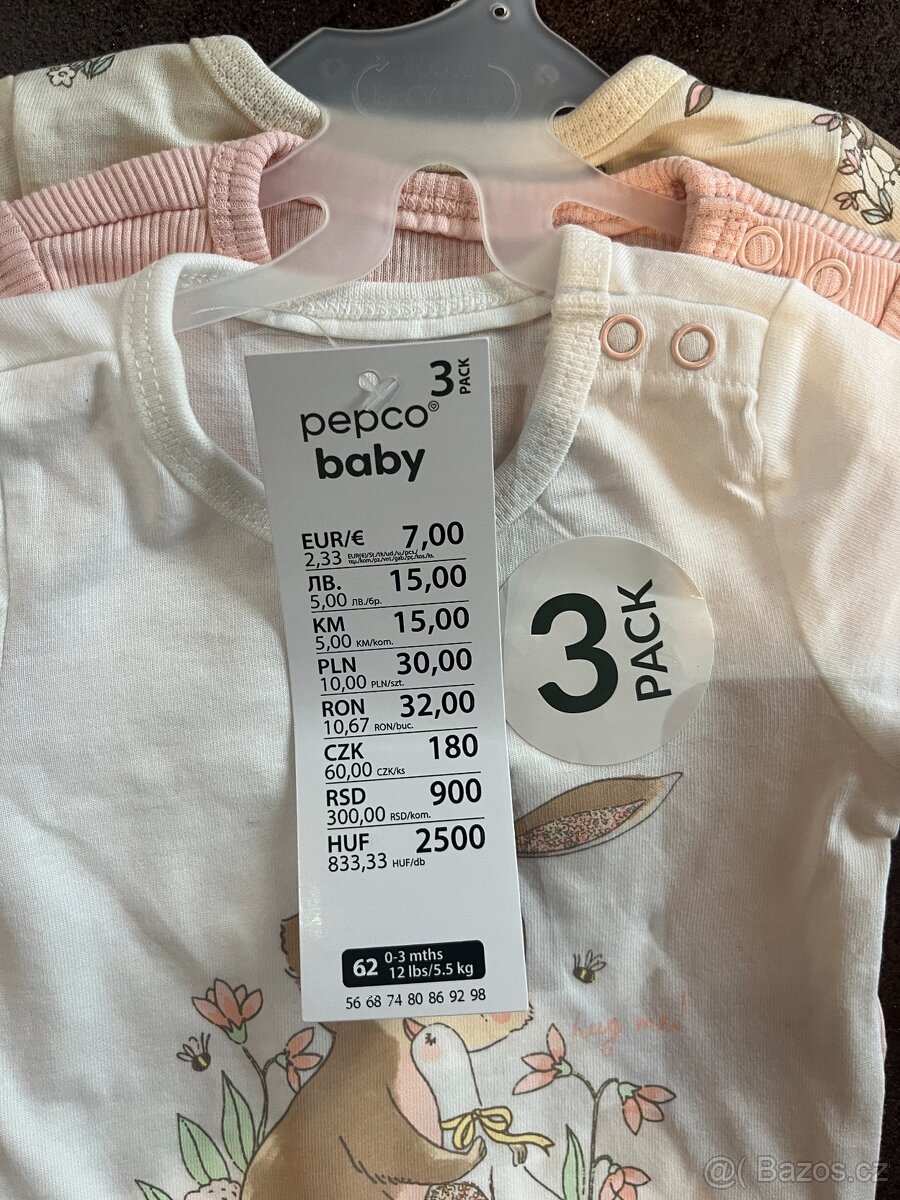 100%
RECYCLED
3 PACK
pepco
baby
EUR/€ 7,00
2,33
ЛВ. 15,00
5,00 ЛВ./бр.
KM 15,00
5,00 KM/kom.
PLN 30,00
10,00 PLN/szt.
RON 32,00
10,67 RON/buc.
CZK 180
60,00 CZK/ks
RSD 900
300,00 RSD/kom.
HUF 2500
833,33 HUF/db
62 0-3 mths
12 lbs/5.5 kg
56 68 74 80 86 92 98
3 PACK
hug me!
@( Bazos.cz